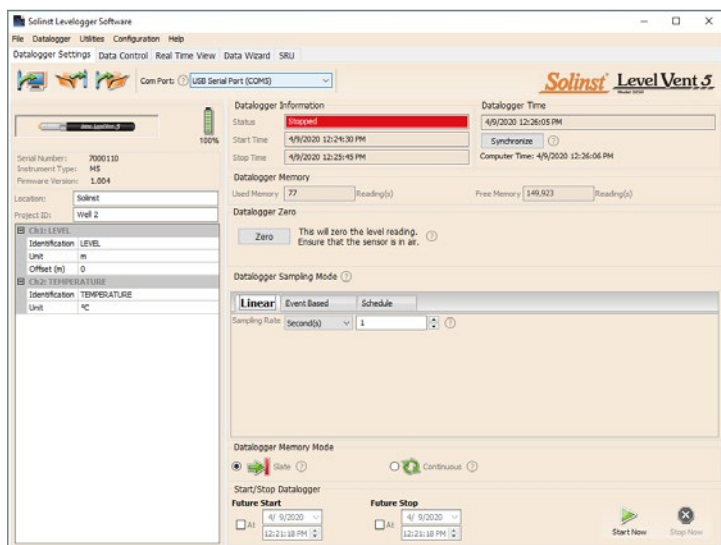 Solinst Levelogger Software
File Datalogger Utilities Configuration Help
Datalogger Settings Data Control Real Time View Data Wizard SRU
Com Port: ? USB Serial Port (COM5)
Solinst LevelVent 5
100%
Serial Number: 7000110
Instrument Type: M5
Firmware Version: 1.004
Location: Solinst
Project ID: Well 2
Ch1: LEVEL
Identification LEVEL
Unit m
Offset (m) 0
Ch2: TEMPERATURE
Identification TEMPERATURE
Unit °C
Datalogger Information
Status Stopped
Start Time 4/9/2020 12:24:30 PM
Stop Time 4/9/2020 12:25:45 PM
Datalogger Time
4/9/2020 12:26:05 PM
Synchronize ?
Computer Time: 4/9/2020 12:26:06 PM
Datalogger Memory
Used Memory 77 Reading(s) Free Memory 149,923 Reading(s)
Datalogger Zero
Zero
This will zero the level reading.
Ensure that the sensor is in air. ?
Datalogger Sampling Mode ?
Linear Event Based Schedule
Sampling Rate Second(s) 1 ?
Datalogger Memory Mode
Slate ? Continuous ?
Start/Stop Datalogger
Future Start
At 4/ 9/2020
12:21:18 PM
Future Stop
At 4/ 9/2020
12:21:18 PM
Start Now Stop Now